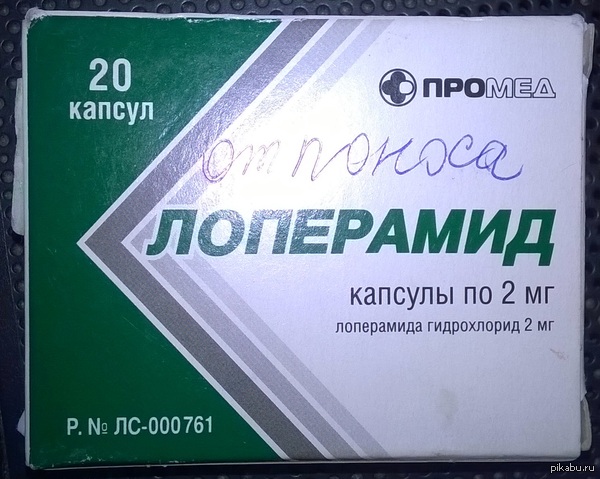 20
капсул
ПРОМЕД
от поноса
ЛОПЕРАМИД
капсулы по 2 мг
лоперамида гидрохлорид 2 мг
Р. № ЛС-000761
pikabu.ru